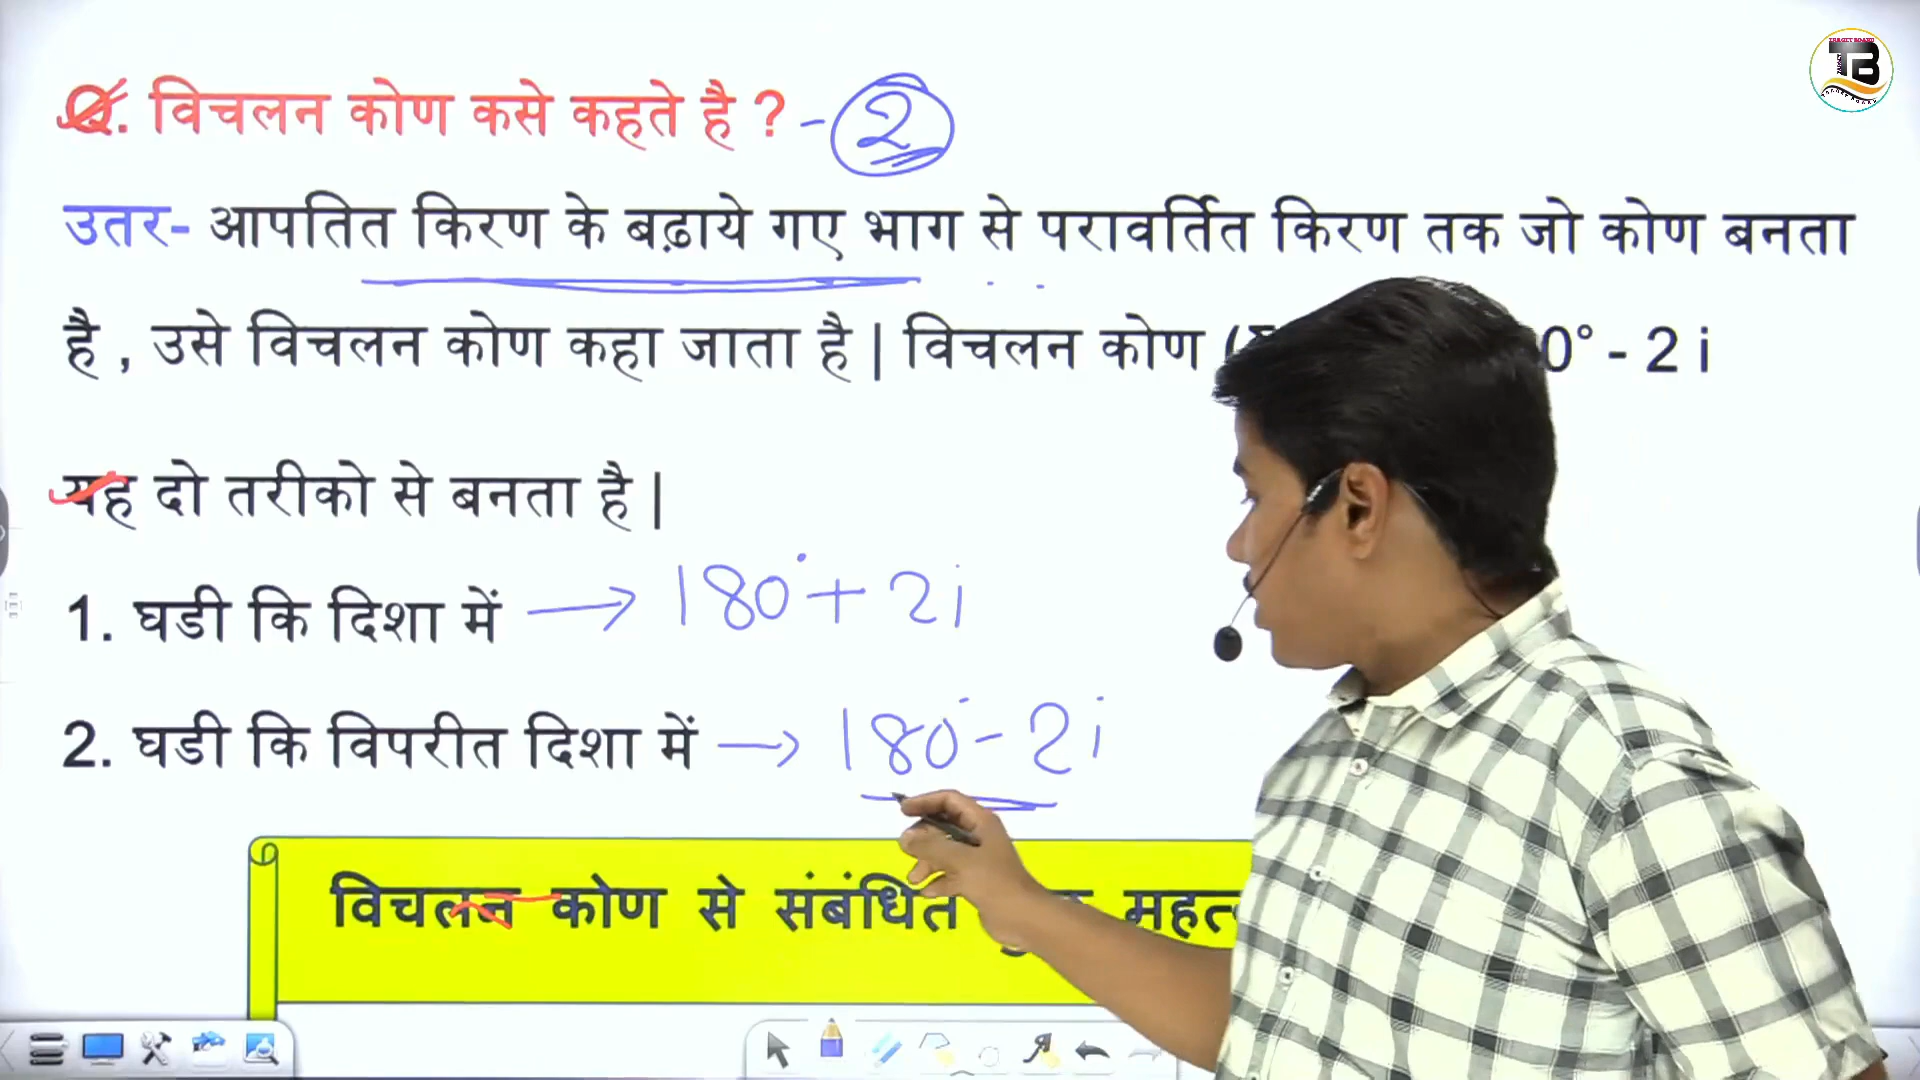 Q. विचलन कोण कसे कहते है ? - 2
उतर- आपतित किरण के बढ़ाये गए भाग से परावर्तित किरण तक जो कोण बनता
है , उसे विचलन कोण कहा जाता है | विचलन कोण 0° - 2 i
यह दो तरीको से बनता है |
1. घडी कि दिशा में → 180° + 2i
2. घडी कि विपरीत दिशा में → 180° - 2i
विचलन कोण से संबंधित
TB